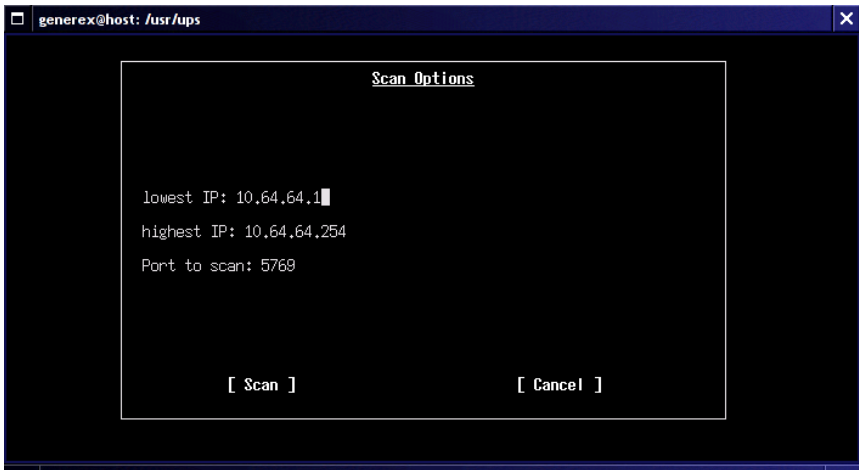 generex@host: /usr/ups
Scan Options
lowest IP: 10.64.64.1
highest IP: 10.64.64.254
Port to scan: 5769
[ Scan ] [ Cancel ]